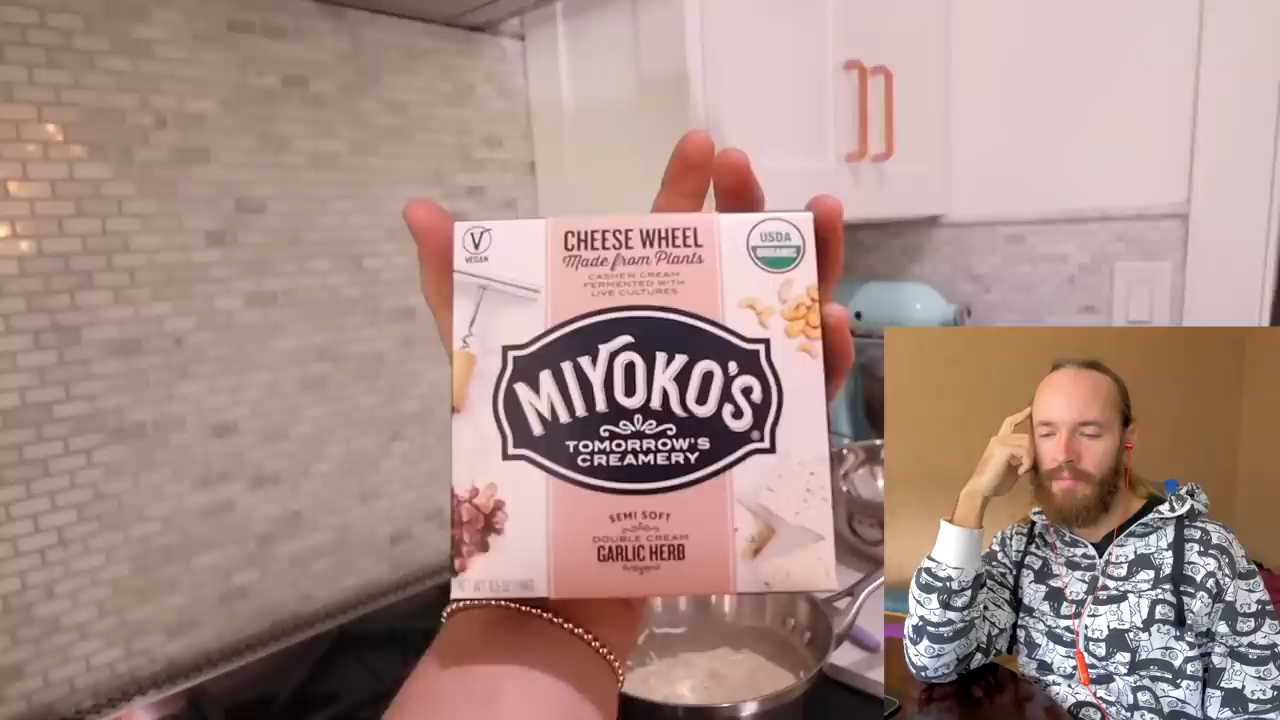 V
VEGAN
CHEESE WHEEL
Made from Plants
CASHEW CREAM
FERMENTED WITH
LIVE CULTURES
USDA
ORGANIC
MIYOKO'S
TOMORROW'S
CREAMERY
SEMI SOFT
DOUBLE CREAM
GARLIC HERB